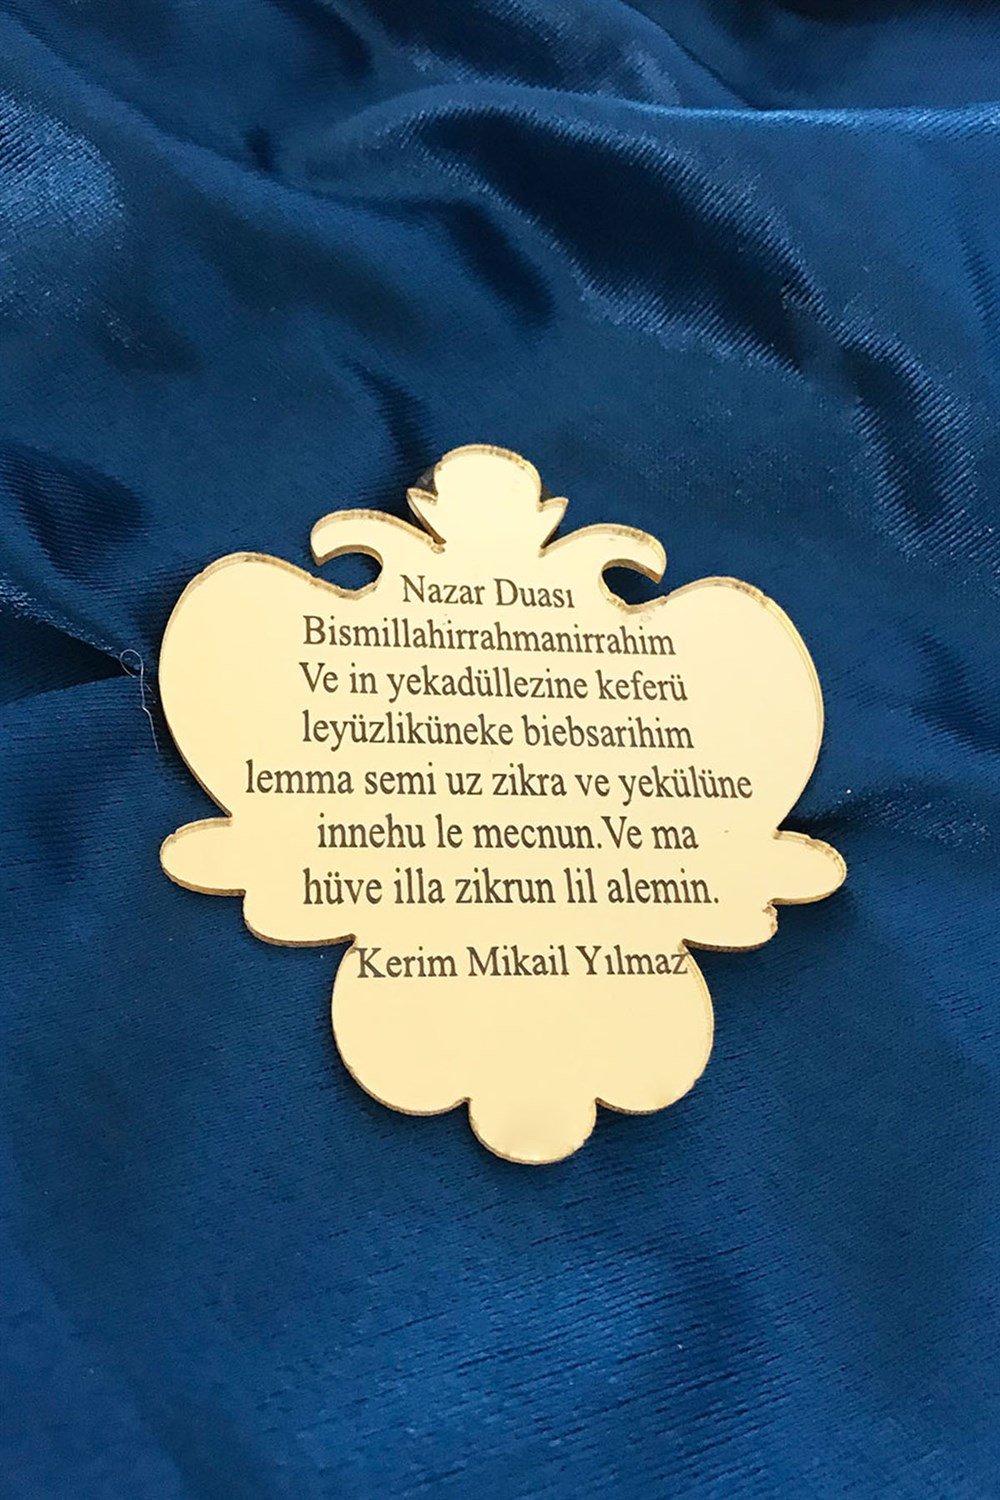 Nazar Duası
Bismillahirrahmanirrahim
Ve in yekadüllezine keferü
leyüzliküneke biebsarihim
lemma semi uz zikra ve yekülüne
innehu le mecnun.Ve ma
hüve illa zikrun lil alemin.
Kerim Mikail Yılmaz